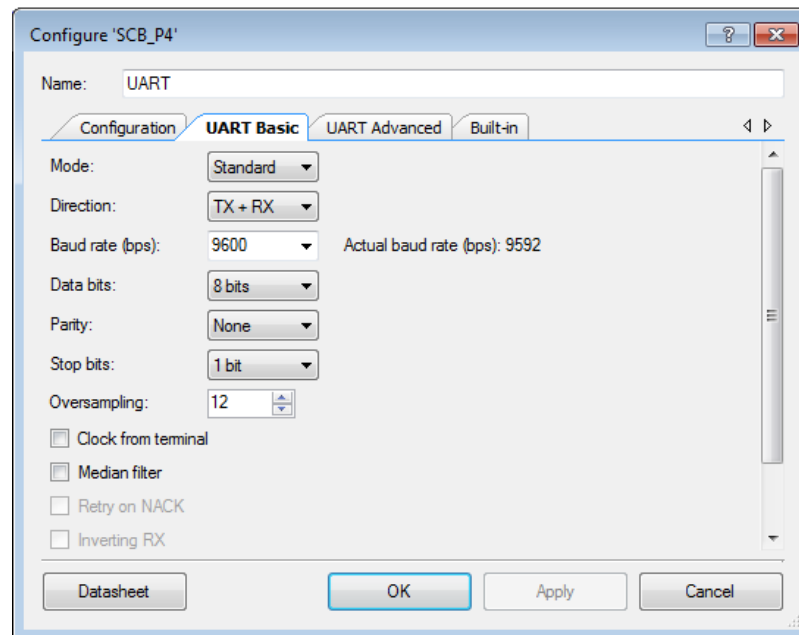 Configure 'SCB_P4'
Name: UART
Configuration UART Basic UART Advanced Built-in
Mode: Standard
Direction: TX + RX
Baud rate (bps): 9600 Actual baud rate (bps): 9592
Data bits: 8 bits
Parity: None
Stop bits: 1 bit
Oversampling: 12
Clock from terminal
Median filter
Retry on NACK
Inverting RX
Datasheet OK Apply Cancel